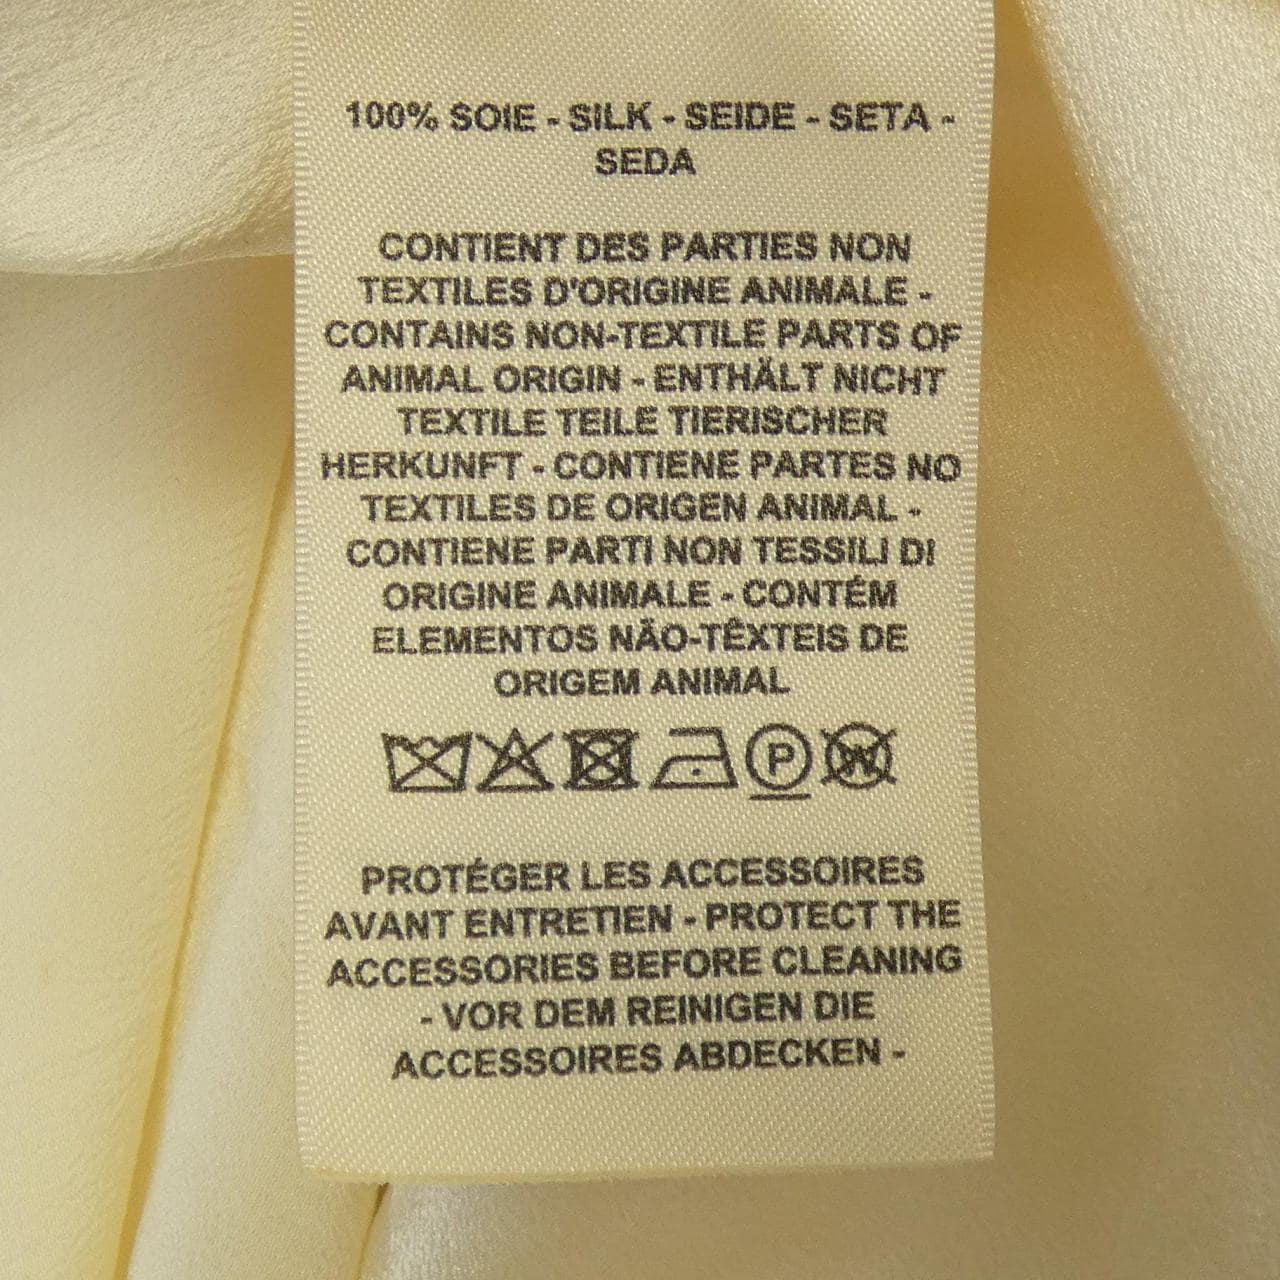 100% SOIE - SILK - SEIDE - SETA -
SEDA
CONTIENT DES PARTIES NON
TEXTILES D'ORIGINE ANIMALE -
CONTAINS NON-TEXTILE PARTS OF
ANIMAL ORIGIN - ENTHÄLT NICHT
TEXTILE TEILE TIERISCHER
HERKUNFT - CONTIENE PARTES NO
TEXTILES DE ORIGEN ANIMAL -
CONTIENE PARTI NON TESSILI DI
ORIGINE ANIMALE - CONTÉM
ELEMENTOS NÃO-TÊXTEIS DE
ORIGEM ANIMAL
P W
PROTÉGER LES ACCESSOIRES
AVANT ENTRETIEN - PROTECT THE
ACCESSORIES BEFORE CLEANING
- VOR DEM REINIGEN DIE
ACCESSOIRES ABDECKEN -